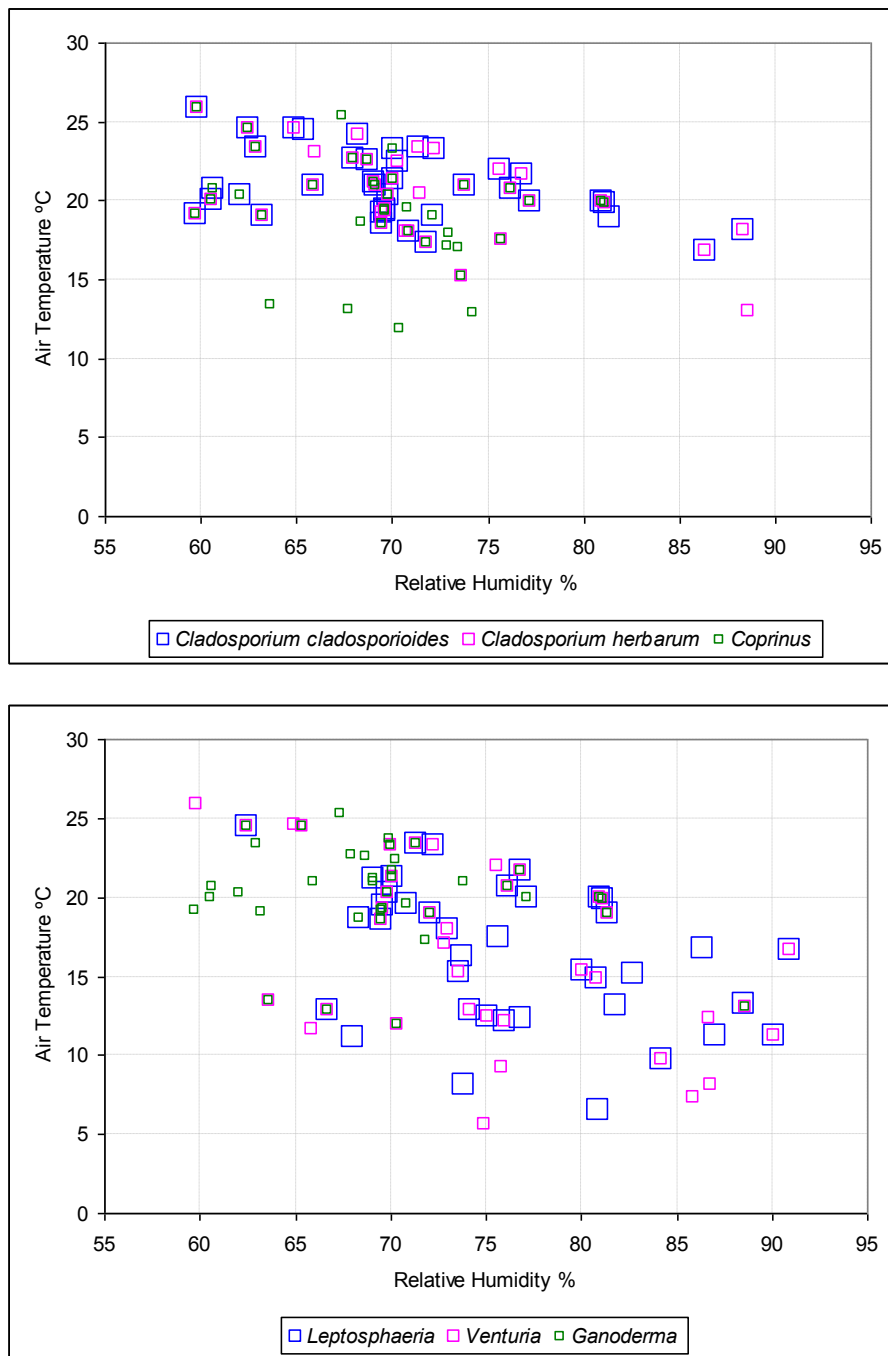 30
25
20
15
10
5
0
Air Temperature ºC
55 60 65 70 75 80 85 90 95
Relative Humidity %
Cladosporium cladosporioides Cladosporium herbarum Coprinus
30
25
20
15
10
5
0
Air Temperature ºC
55 60 65 70 75 80 85 90 95
Relative Humidity %
Leptosphaeria Venturia Ganoderma